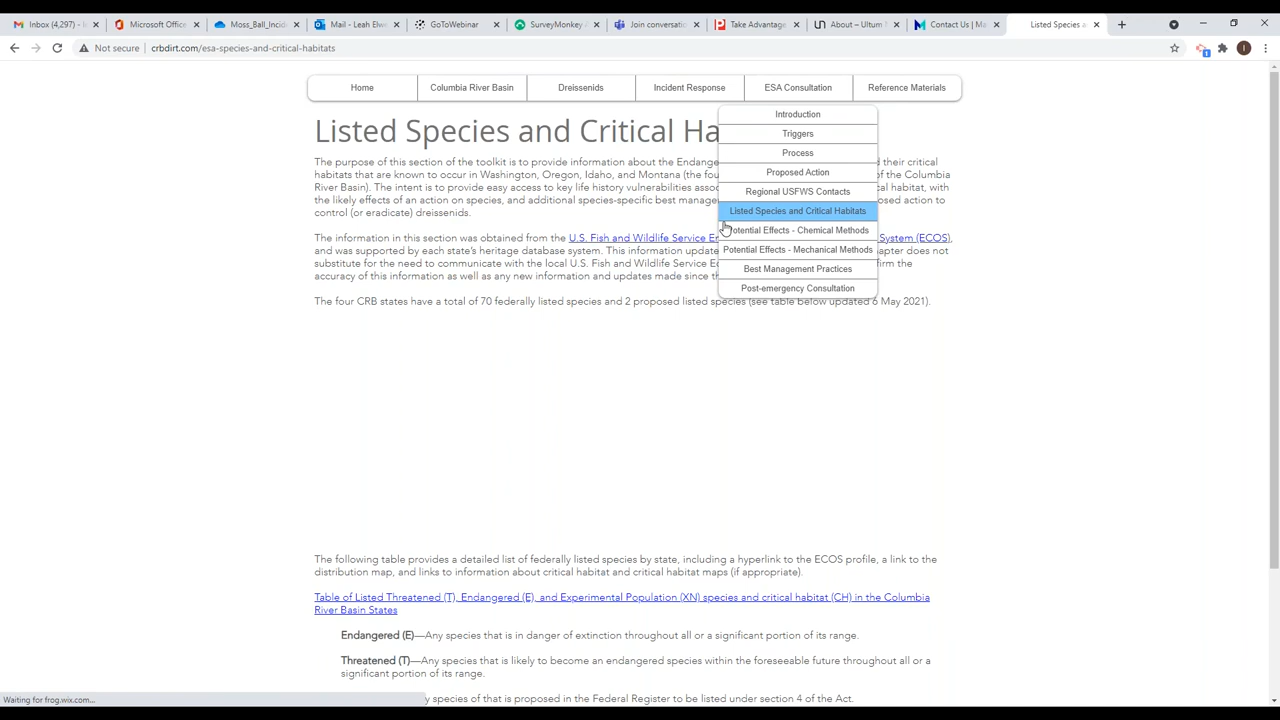 Inbox (4,297) - l
Microsoft Office
Moss_Ball_Incid
Mail - Leah Elwe
GoToWebinar
SurveyMonkey
Join conversatio
Take Advantage
About – Ultum
Contact Us | Ma
Listed Species a
Not secure
crbdirt.com/esa-species-and-critical-habitats
Home
Columbia River Basin
Dreissenids
Incident Response
ESA Consultation
Reference Materials
Introduction
Triggers
Process
Proposed Action
Regional USFWS Contacts
Listed Species and Critical Habitats
Potential Effects - Chemical Methods
Potential Effects - Mechanical Methods
Best Management Practices
Post-emergency Consultation
Listed Species and Critical Ha
The purpose of this section of the toolkit is to provide information about the Endange their critical
habitats that are known to occur in Washington, Oregon, Idaho, and Montana (the fou of the Columbia
River Basin). The intent is to provide easy access to key life history vulnerabilities asso cal habitat, with
the likely effects of an action on species, and additional species-specific best manage osed action to
control (or eradicate) dreissenids.
The information in this section was obtained from the U.S. Fish and Wildlife Service E System (ECOS),
and was supported by each state's heritage database system. This information update apter does not
substitute for the need to communicate with the local U.S. Fish and Wildlife Service E firm the
accuracy of this information as well as any new information and updates made since th
The four CRB states have a total of 70 federally listed species and 2 proposed listed species (see table below updated 6 May 2021).
The following table provides a detailed list of federally listed species by state, including a hyperlink to the ECOS profile, a link to the
distribution map, and links to information about critical habitat and critical habitat maps (if appropriate).
Table of Listed Threatened (T), Endangered (E), and Experimental Population (XN) species and critical habitat (CH) in the Columbia
River Basin States
Endangered (E)—Any species that is in danger of extinction throughout all or a significant portion of its range.
Threatened (T)—Any species that is likely to become an endangered species within the foreseeable future throughout all or a
significant portion of its range.
y species of that is proposed in the Federal Register to be listed under section 4 of the Act.
Waiting for frog.wix.com...